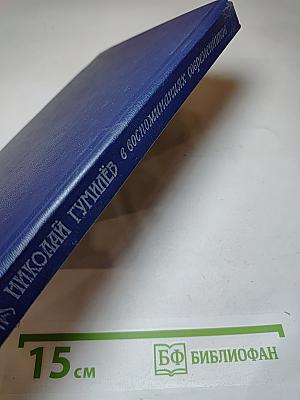 НИКОЛАЙ ГУМИЛЁВ в воспоминаниях современников
15 см
БФ БИБЛИОФАН